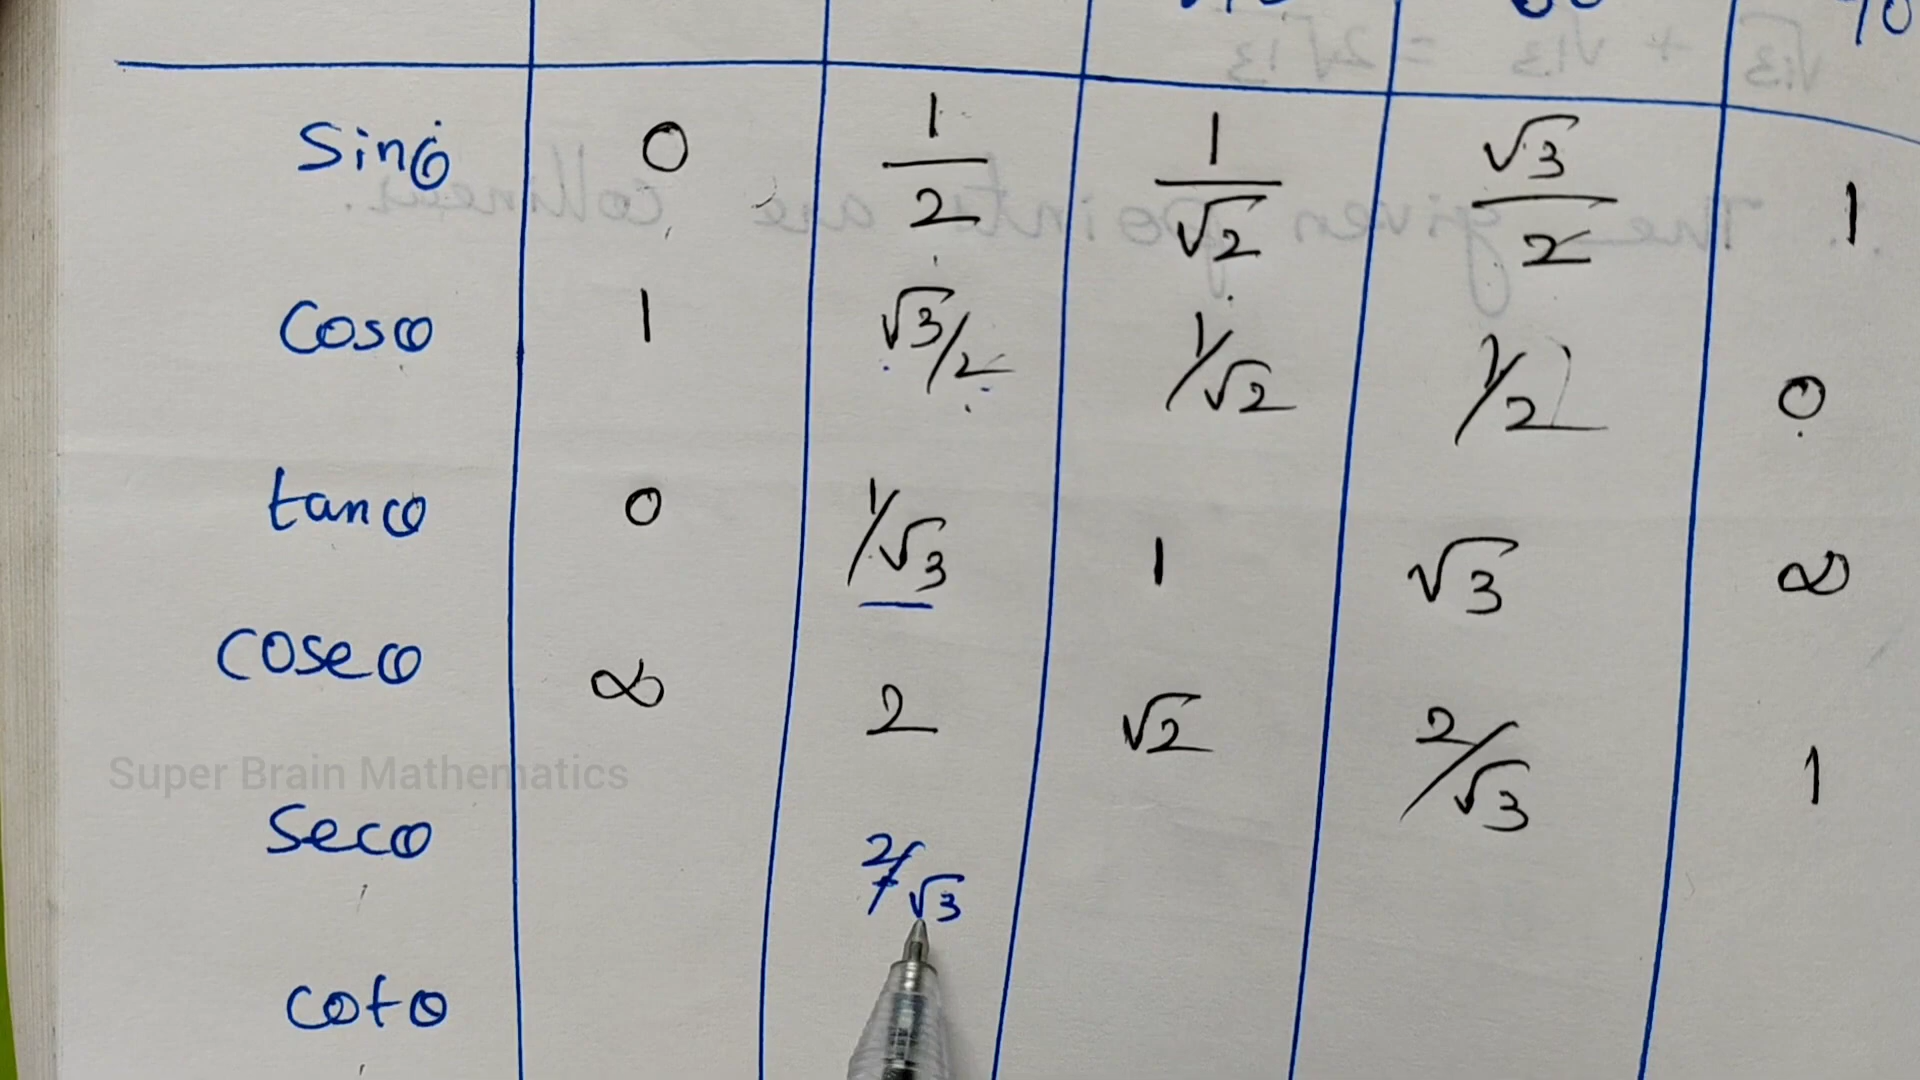 Sinθ 0 1/2 1/√2 √3/2 1
Cosθ 1 √3/2 1/√2 1/2 0
tanθ 0 1/√3 1 √3 ∞
Cosecθ ∞ 2 √2 2/√3 1
Super Brain Mathematics
Secθ 2/√3
cotθ